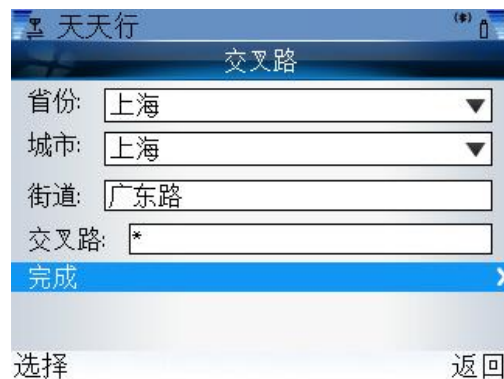 天天行
交叉路
省份: 上海
城市: 上海
街道: 广东路
交叉路: *
完成
选择 返回